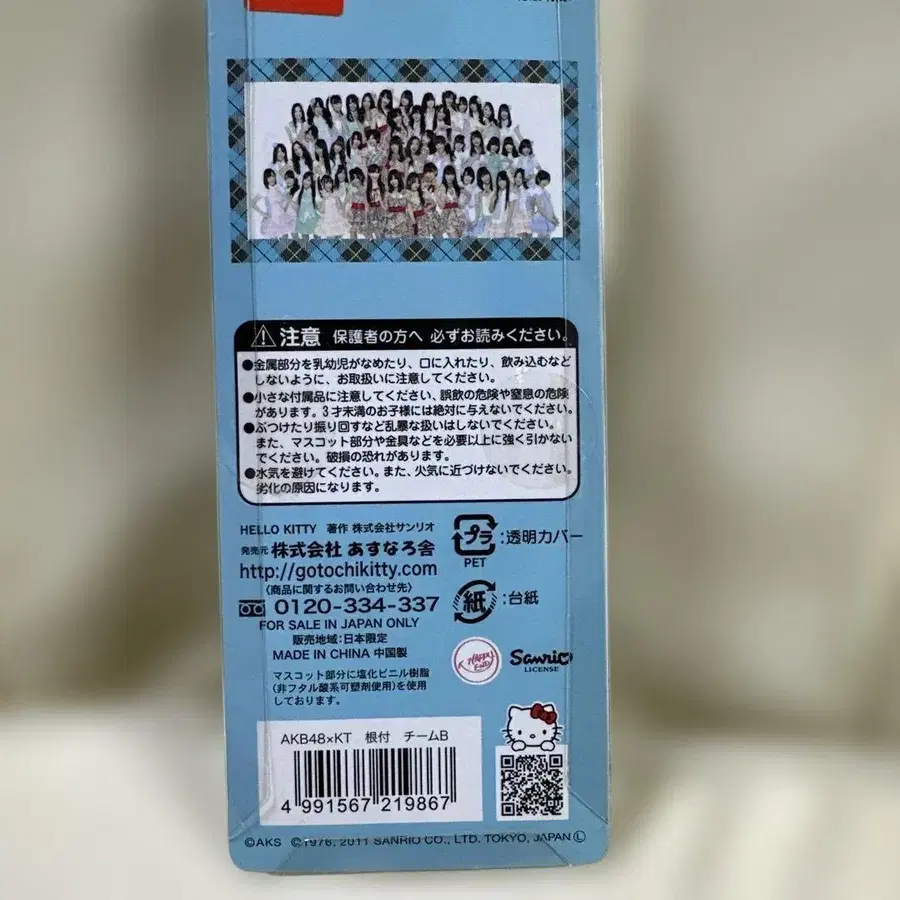 ⚠注意 保護者の方へ 必ずお読みください。
●金属部分を乳幼児がなめたり、口に入れたり、飲み込むなど
しないように、お取扱いに注意してください。
●小さな付属品に注意してください、誤飲の危険や窒息の危険
があります。3才未満のお子様には絶対に与えないでください。
●ぶつけたり振り回すなど乱暴な扱いはしないでください。
また、マスコット部分や金具などを必要以上に強く引かない
でください。破損の恐れがあります。
●水気を避けてください。また、火気に近づけないでください。
劣化の原因になります。
HELLO KITTY 著作 株式会社サンリオ
発売元 株式会社 あすなろ舎
http://gotochikitty.com
〈商品に関するお問い合わせ先〉
0120-334-337
FOR SALE IN JAPAN ONLY
販売地域:日本限定
MADE IN CHINA 中国製
マスコット部分に塩化ビニル樹脂
(非フタル酸系可塑剤使用)を使用
しております。
プラ :透明カバー
PET
紙 :台紙
Sanrio
LICENSE
AKB48×KT 根付 チームB
4 991567 219867
©AKS ©1976, 2011 SANRIO CO., LTD. TOKYO, JAPAN Ⓛ